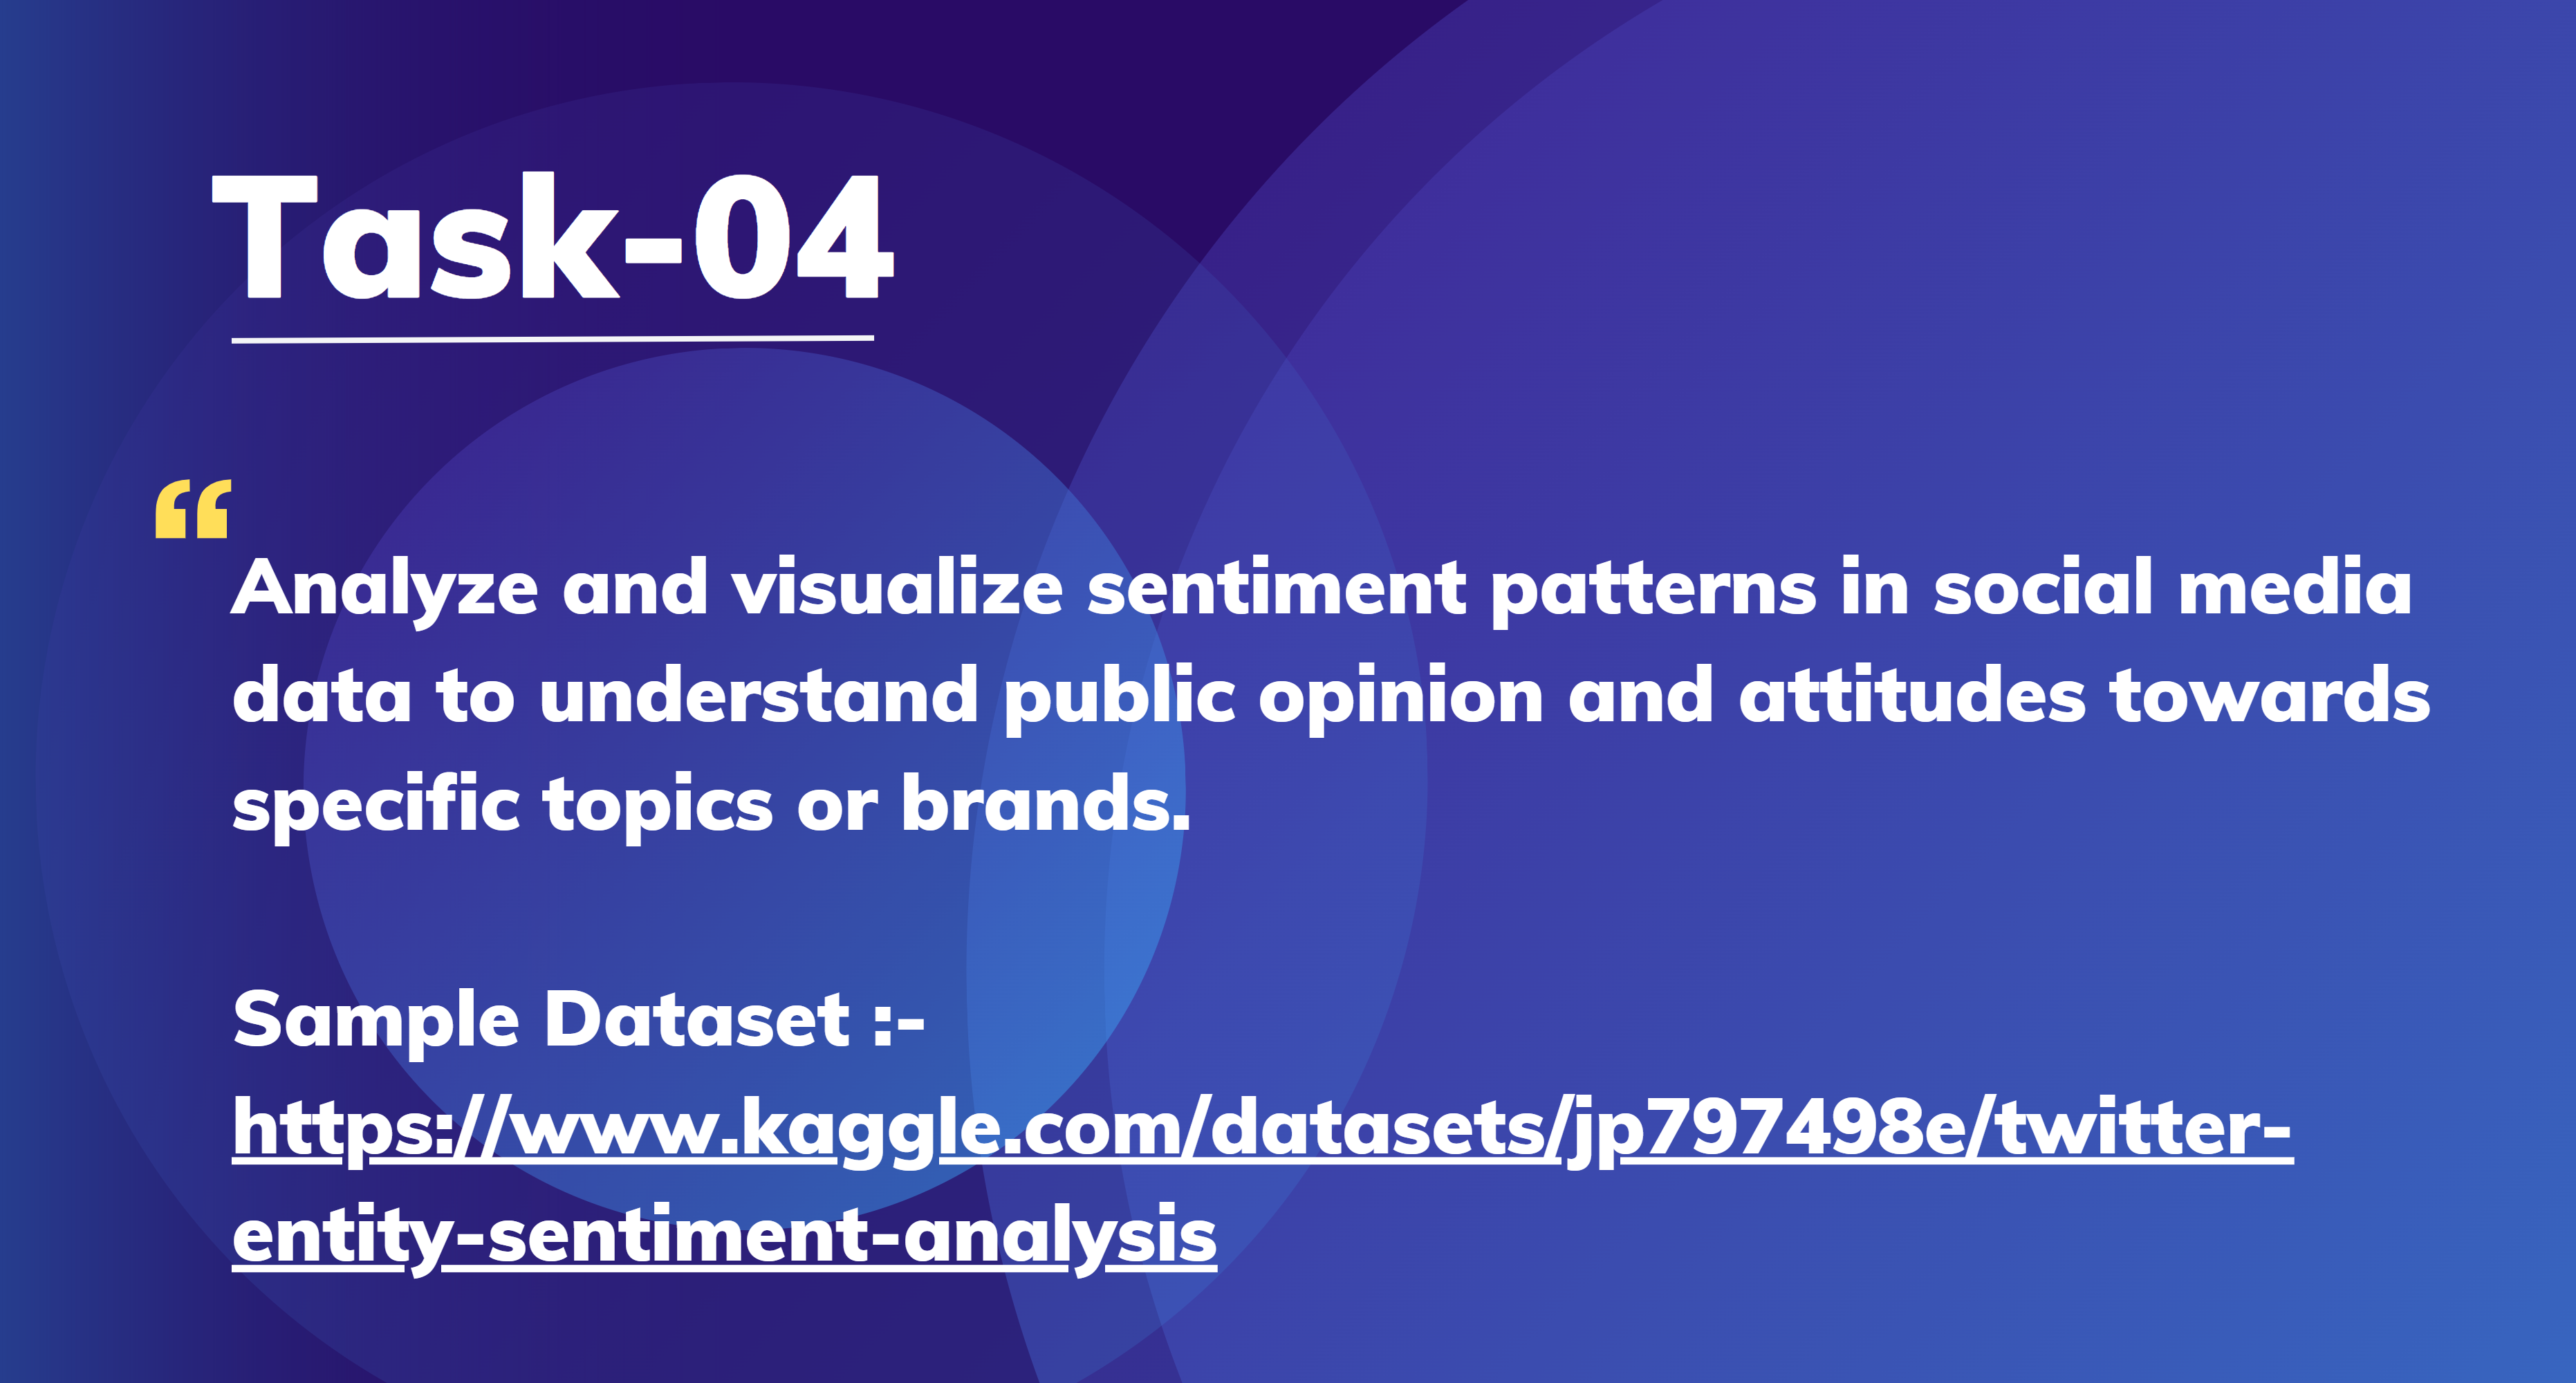 Task-04
“
Analyze and visualize sentiment patterns in social media
data to understand public opinion and attitudes towards
specific topics or brands.
Sample Dataset :-
https://www.kaggle.com/datasets/jp797498e/twitter-
entity-sentiment-analysis